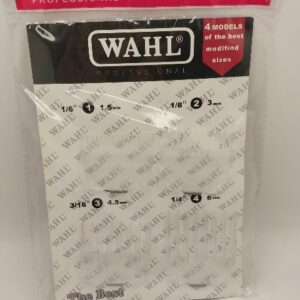 PROFESSIONAL
4 MODELS
of the best
modifind
sizes
WAHL®
PROFESSIONAL
1/6" 1 1.5mm
1/8" 2 3mm
3/16" 3 4.5mm
1/4" 4 6mm
The Best